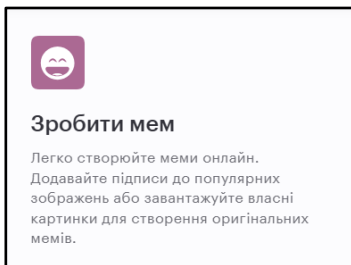 Зробити мем
Легко створюйте меми онлайн.
Додавайте підписи до популярних
зображень або завантажуйте власні
картинки для створення оригінальних
мемів.